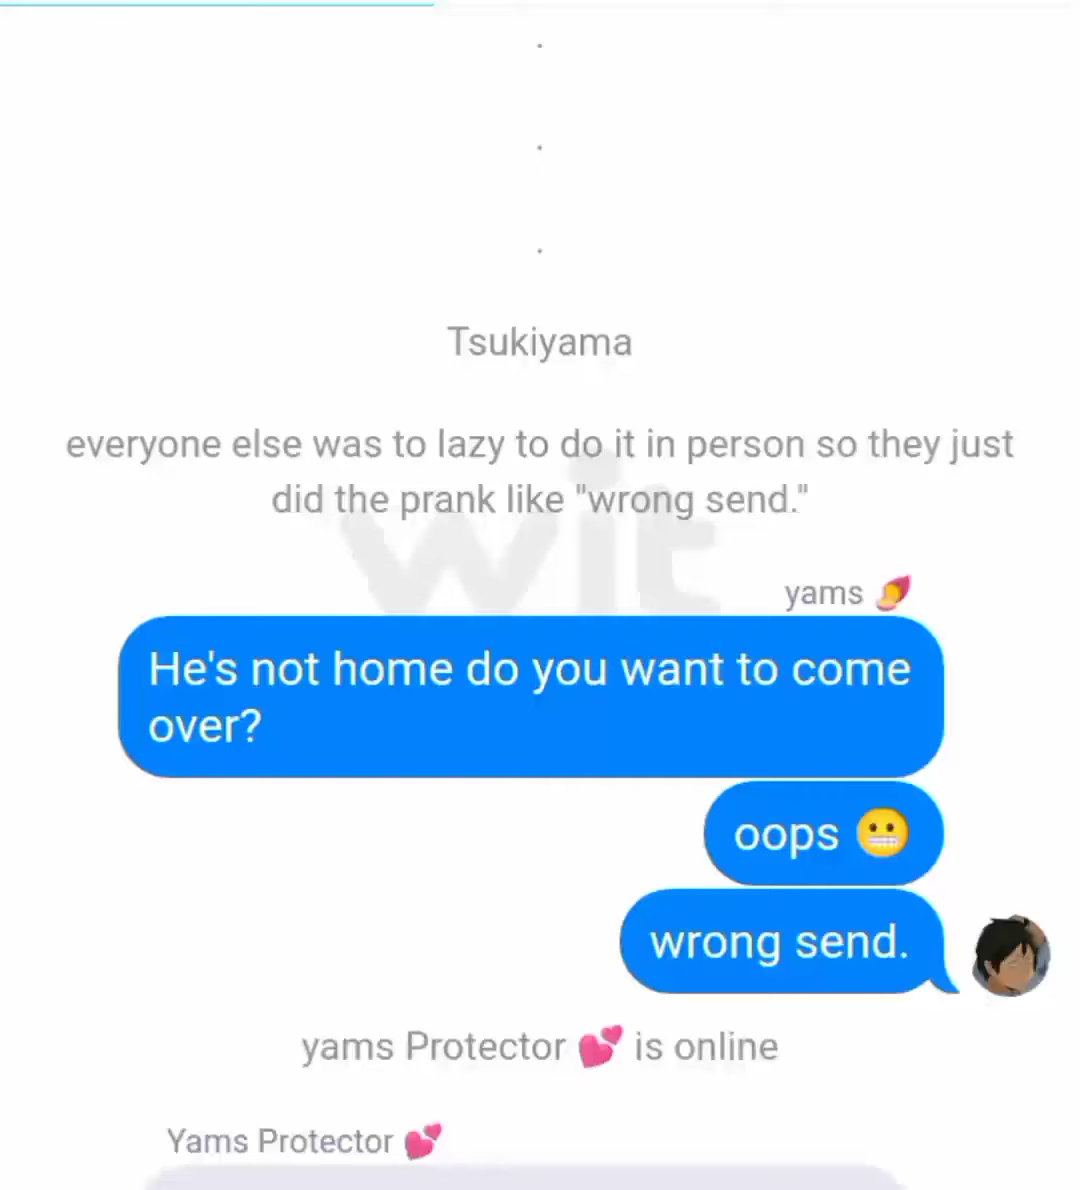 Tsukiyama
everyone else was to lazy to do it in person so they just
did the prank like "wrong send."
wit
yams 🍠
He's not home do you want to come
over?
oops 😬
wrong send.
yams Protector 💕 is online
Yams Protector 💕